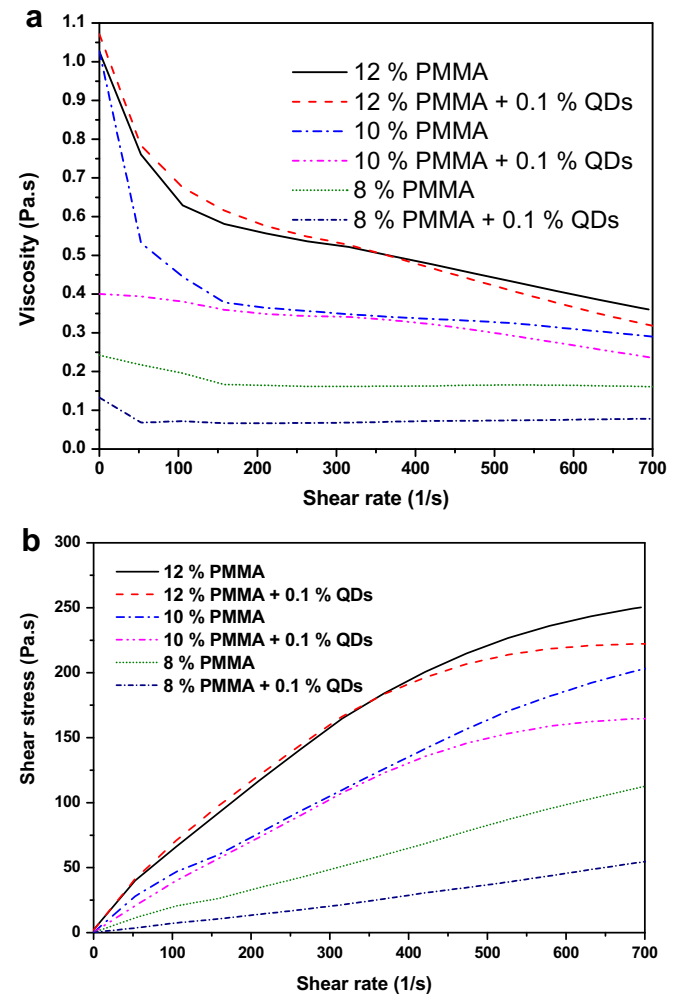 a
1.1
1.0
0.9
0.8
0.7
0.6
0.5
0.4
0.3
0.2
0.1
0.0
Viscosity (Pa.s)
12 % PMMA
12 % PMMA + 0.1 % QDs
10 % PMMA
10 % PMMA + 0.1 % QDs
8 % PMMA
8 % PMMA + 0.1 % QDs
0 100 200 300 400 500 600 700
Shear rate (1/s)
b
300
250
200
150
100
50
0
Shear stress (Pa.s)
12 % PMMA
12 % PMMA + 0.1 % QDs
10 % PMMA
10 % PMMA + 0.1 % QDs
8 % PMMA
8 % PMMA + 0.1 % QDs
0 100 200 300 400 500 600 700
Shear rate (1/s)